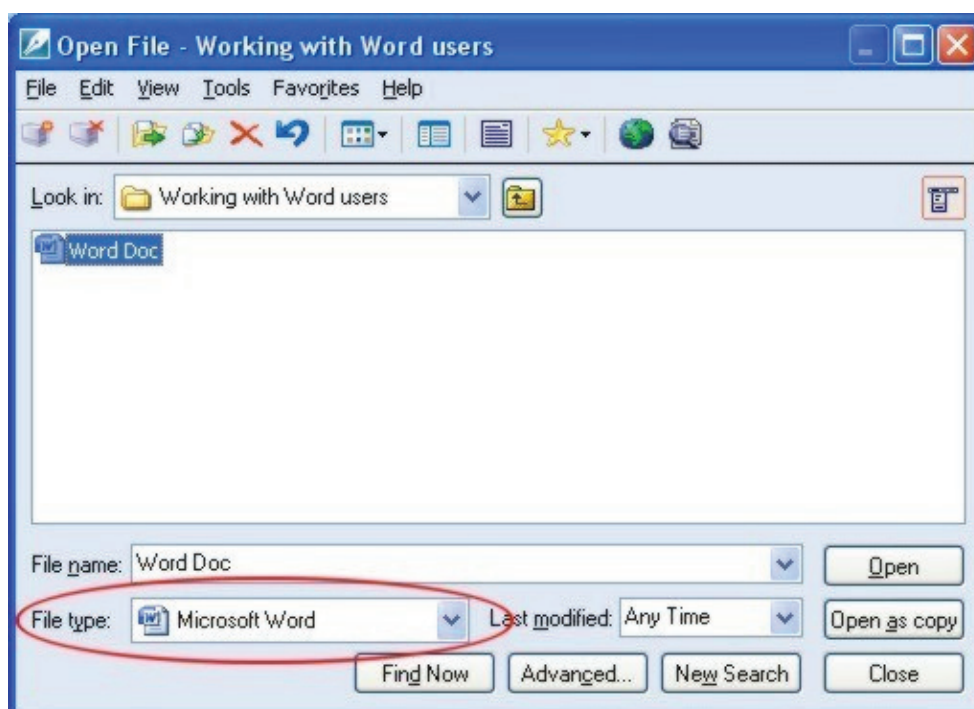 Open File - Working with Word users
File Edit View Tools Favorites Help
Look in: Working with Word users
Word Doc
File name: Word Doc Open
File type: Microsoft Word Last modified: Any Time Open as copy
Find Now Advanced... New Search Close